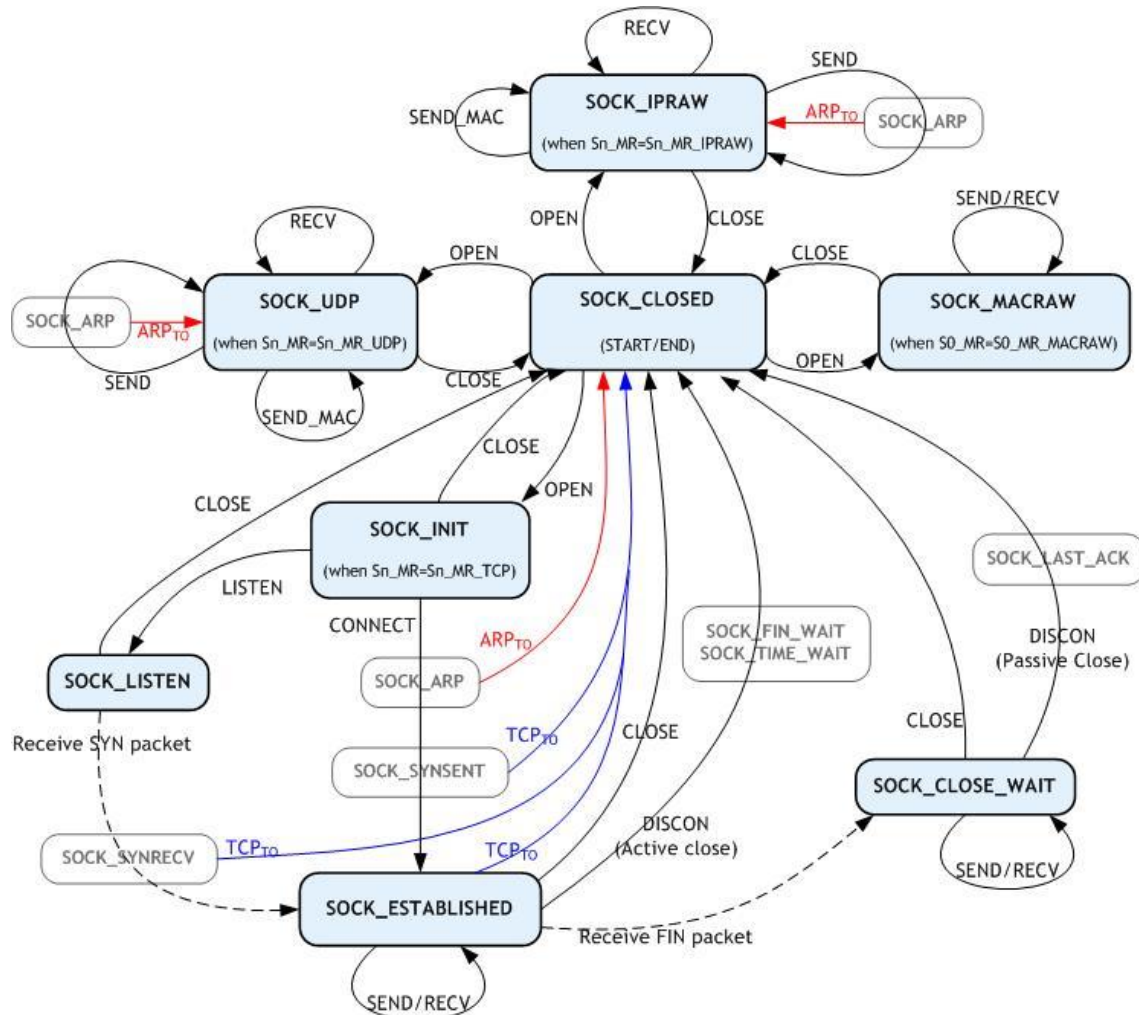 RECV
SEND
SOCK_IPRAW
SEND_MAC
ARPTO
SOCK_ARP
(when Sn_MR=Sn_MR_IPRAW)
SEND/RECV
RECV
OPEN
CLOSE
OPEN
CLOSE
SOCK_UDP
SOCK_CLOSED
SOCK_MACRAW
SOCK_ARP
ARPTO
(when Sn_MR=Sn_MR_UDP)
(START/END)
(when S0_MR=S0_MR_MACRAW)
SEND
CLOSE
OPEN
SEND_MAC
CLOSE
OPEN
CLOSE
SOCK_INIT
(when Sn_MR=Sn_MR_TCP)
SOCK_LAST_ACK
LISTEN
CONNECT
ARPTO
SOCK_FIN_WAIT
SOCK_TIME_WAIT
DISCON
(Passive Close)
SOCK_LISTEN
SOCK_ARP
CLOSE
Receive SYN packet
TCPTO
CLOSE
SOCK_SYNSENT
SOCK_CLOSE_WAIT
DISCON
(Active close)
SOCK_SYNRECV
TCPTO
TCPTO
SEND/RECV
SOCK_ESTABLISHED
Receive FIN packet
SEND/RECV